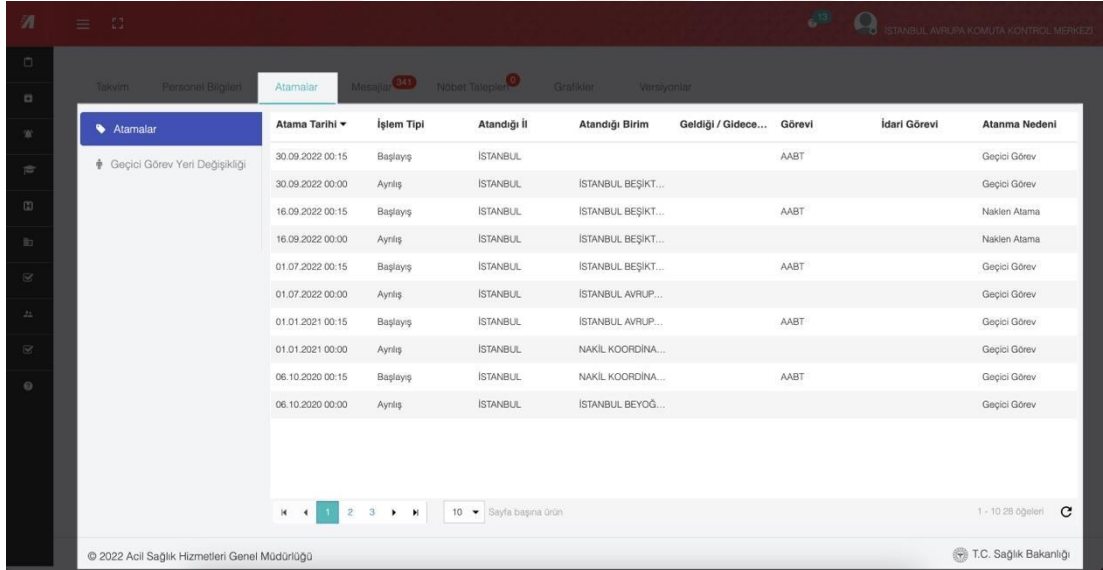 13
İSTANBUL AVRUPA KOMUTA KONTROL MERKEZİ
Takvim Personel Bilgileri Atamalar Mesajlar 341 Nöbet Talepleri 0 Grafikler Versiyonlar
Atamalar
Geçici Görev Yeri Değişikliği
Atama Tarihi İşlem Tipi Atandığı İl Atandığı Birim Geldiği / Gidece... Görevi İdari Görevi Atanma Nedeni
30.09.2022 00:15 Başlayış İSTANBUL AABT Geçici Görev
30.09.2022 00:00 Ayrılış İSTANBUL İSTANBUL BEŞİKT... Geçici Görev
16.09.2022 00:15 Başlayış İSTANBUL İSTANBUL BEŞİKT... AABT Naklen Atama
16.09.2022 00:00 Ayrılış İSTANBUL İSTANBUL BEŞİKT... Naklen Atama
01.07.2022 00:15 Başlayış İSTANBUL İSTANBUL BEŞİKT... AABT Geçici Görev
01.07.2022 00:00 Ayrılış İSTANBUL İSTANBUL AVRUP... Geçici Görev
01.01.2021 00:15 Başlayış İSTANBUL İSTANBUL AVRUP... AABT Geçici Görev
01.01.2021 00:00 Ayrılış İSTANBUL NAKİL KOORDİNA... Geçici Görev
06.10.2020 00:15 Başlayış İSTANBUL NAKİL KOORDİNA... AABT Geçici Görev
06.10.2020 00:00 Ayrılış İSTANBUL İSTANBUL BEYOĞ... Geçici Görev
1 2 3 10 Sayfa başına ürün 1 - 10 28 öğeleri
© 2022 Acil Sağlık Hizmetleri Genel Müdürlüğü T.C. Sağlık Bakanlığı